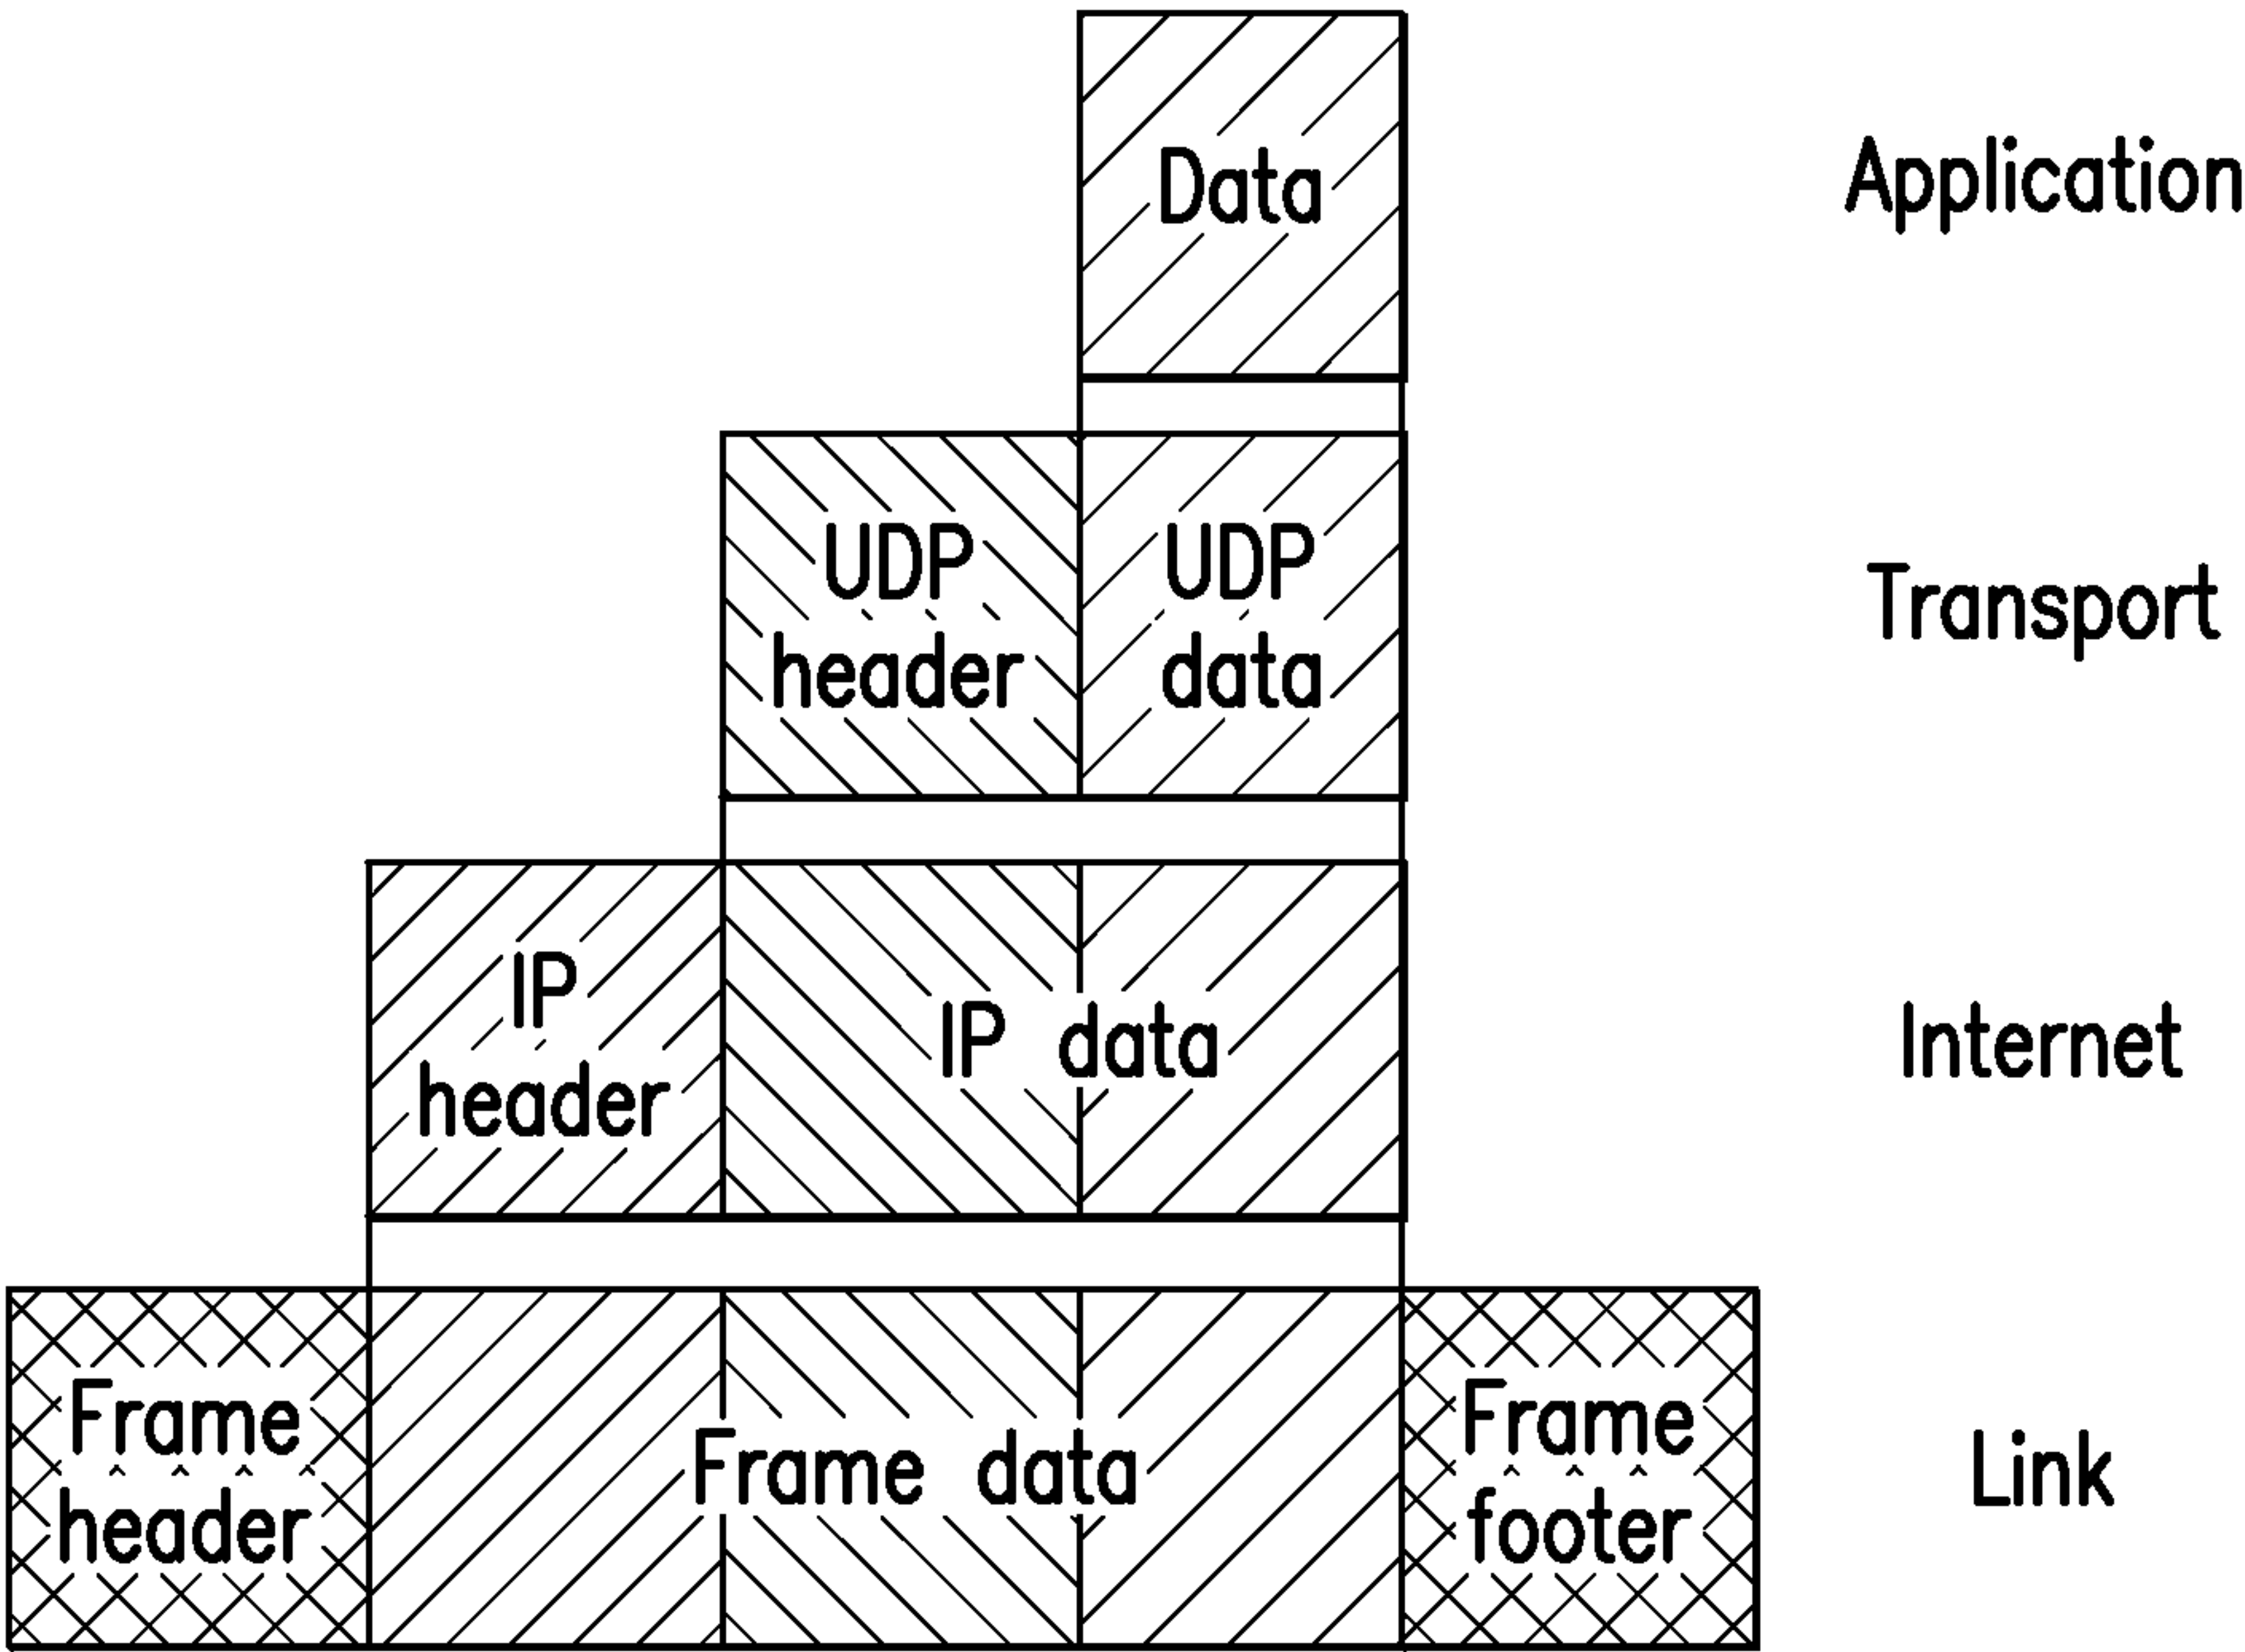 Data
Application
UDP
header
UDP
data
Transport
IP
header
IP data
Internet
Frame
header
Frame data
Frame
footer
Link